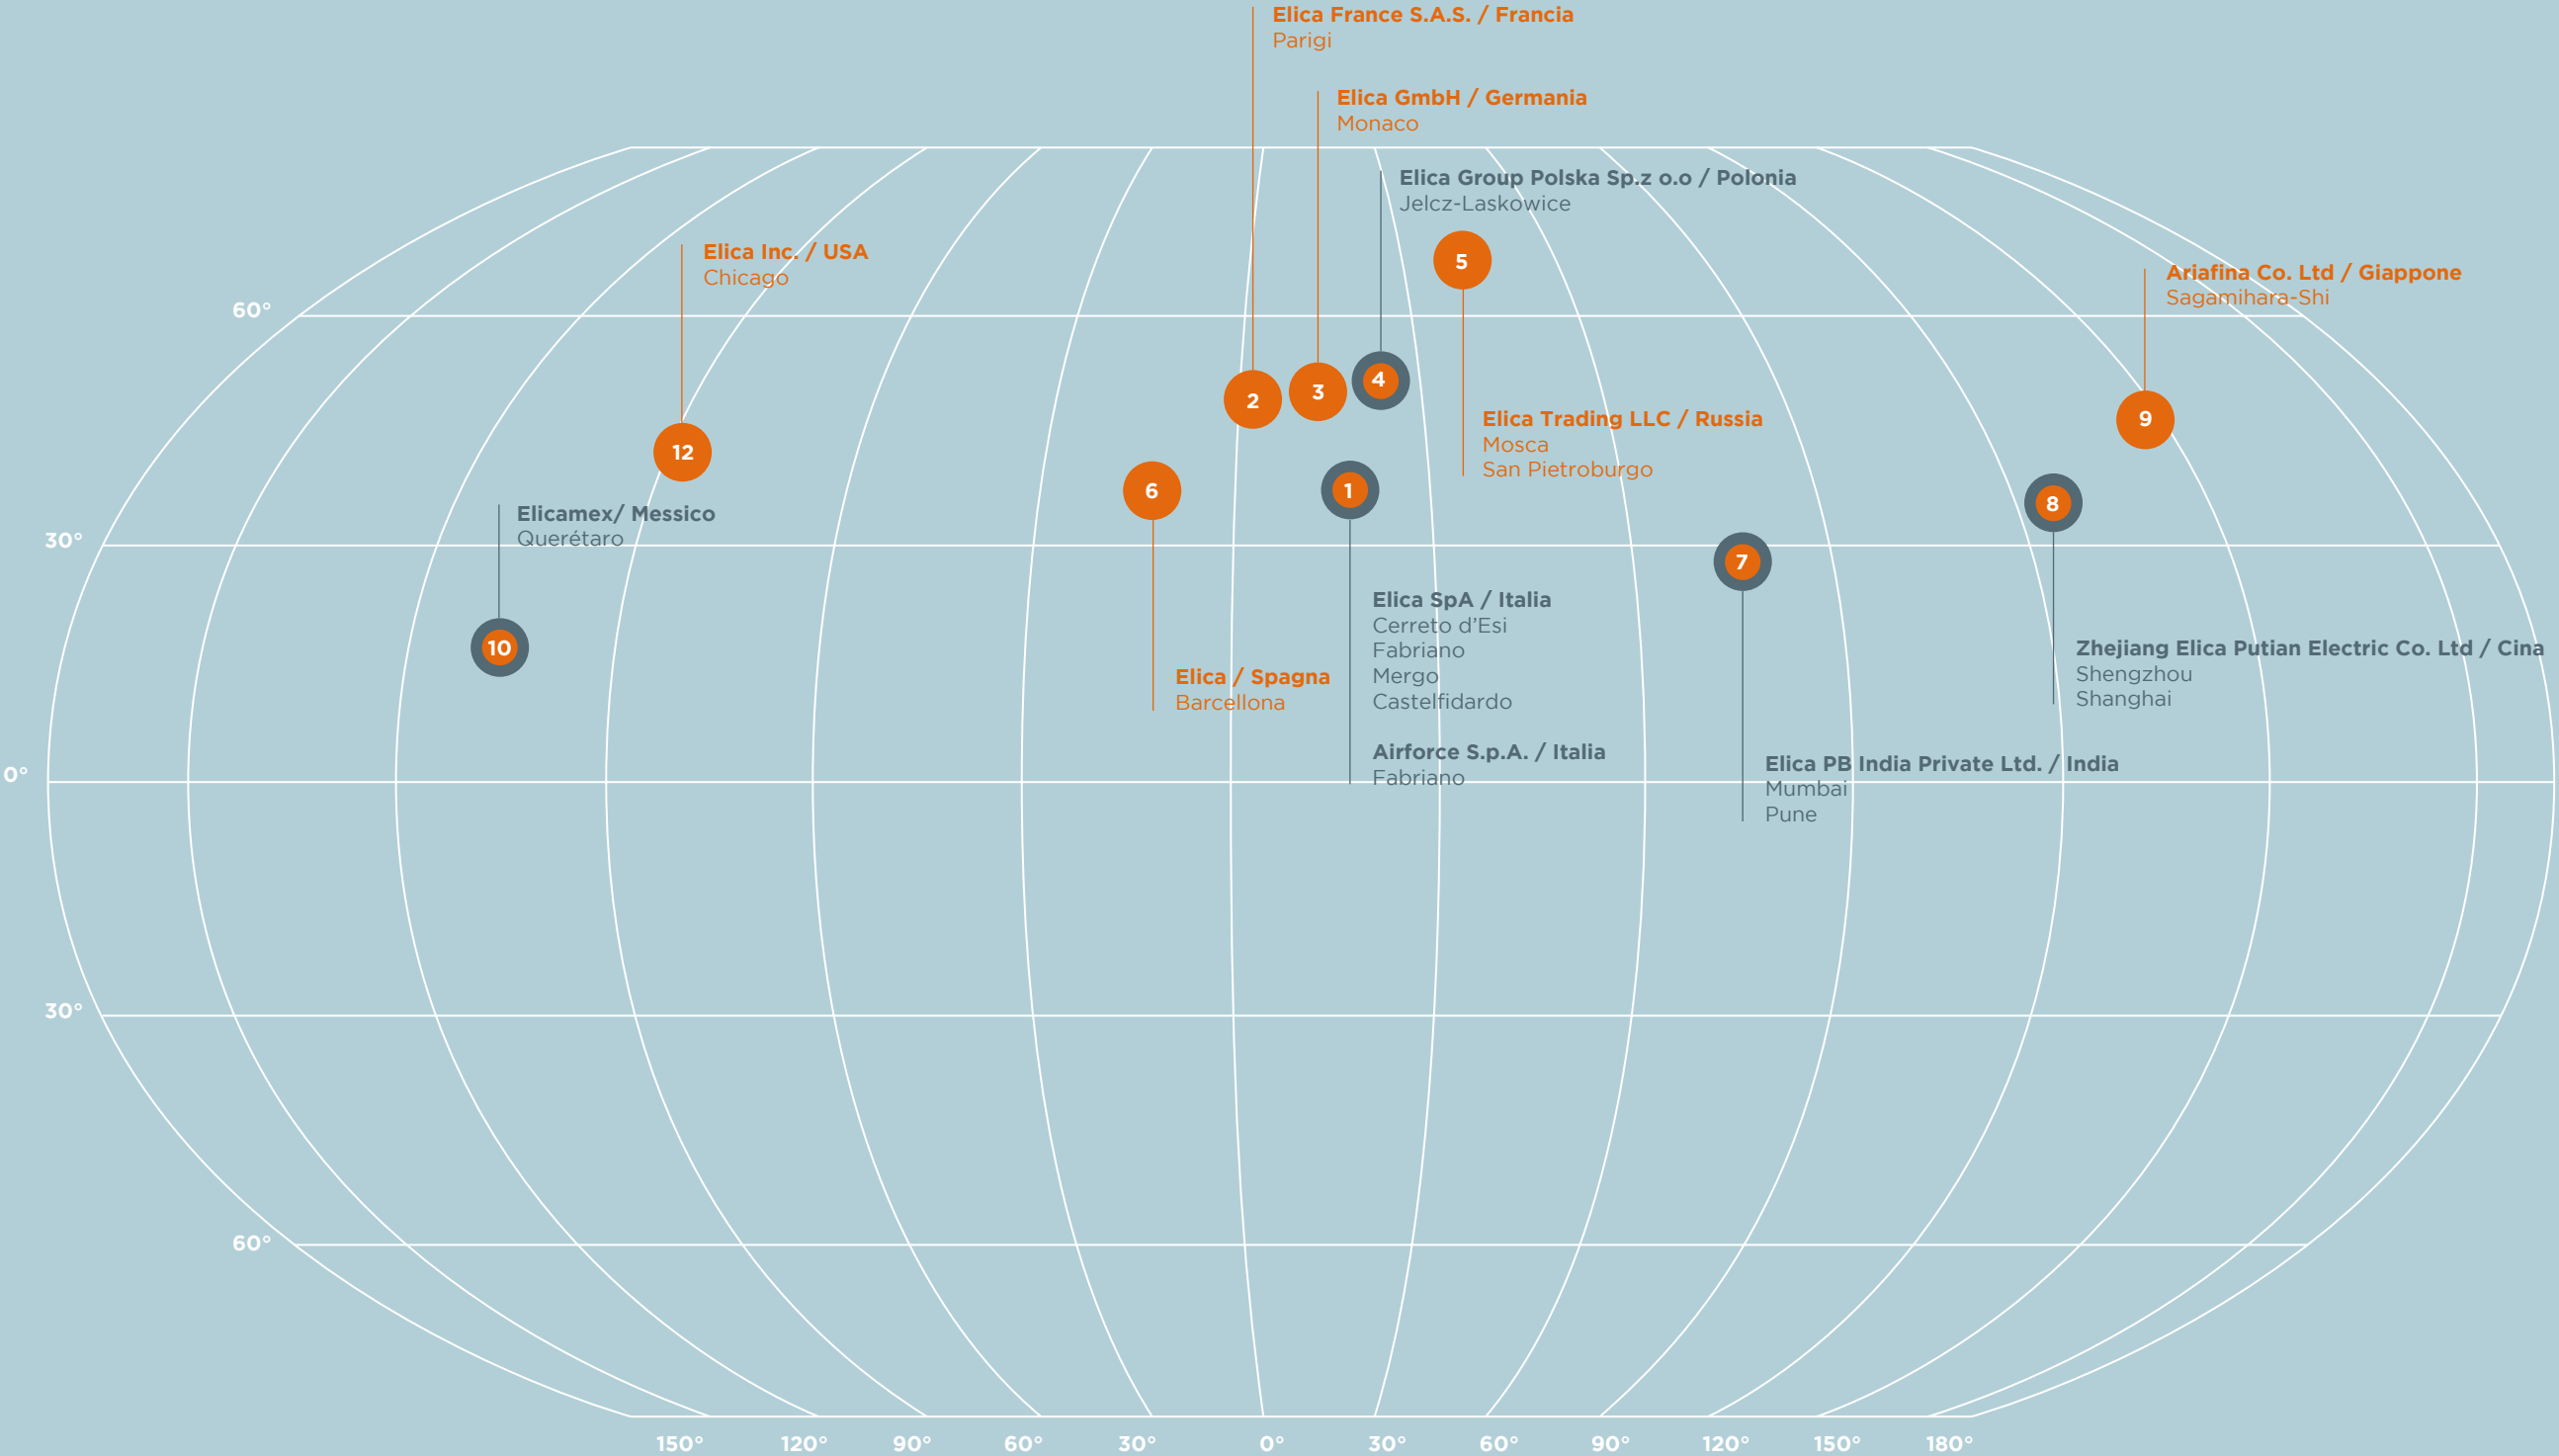 Elica France S.A.S. / Francia
Parigi
Elica GmbH / Germania
Monaco
Elica Group Polska Sp.z o.o / Polonia
Jelcz-Laskowice
Elica Inc. / USA
Chicago
5
Ariafina Co. Ltd / Giappone
Sagamihara-Shi
60°
2
3
4
Elica Trading LLC / Russia
Mosca
San Pietroburgo
9
12
6
1
8
Elicamex/ Messico
Querétaro
30°
7
Elica SpA / Italia
Cerreto d’Esi
Fabriano
Mergo
Castelfidardo
10
Zhejiang Elica Putian Electric Co. Ltd / Cina
Shengzhou
Shanghai
Elica / Spagna
Barcellona
Airforce S.p.A. / Italia
Fabriano
Elica PB India Private Ltd. / India
Mumbai
Pune
0°
30°
60°
150° 120° 90° 60° 30° 0° 30° 60° 90° 120° 150° 180°